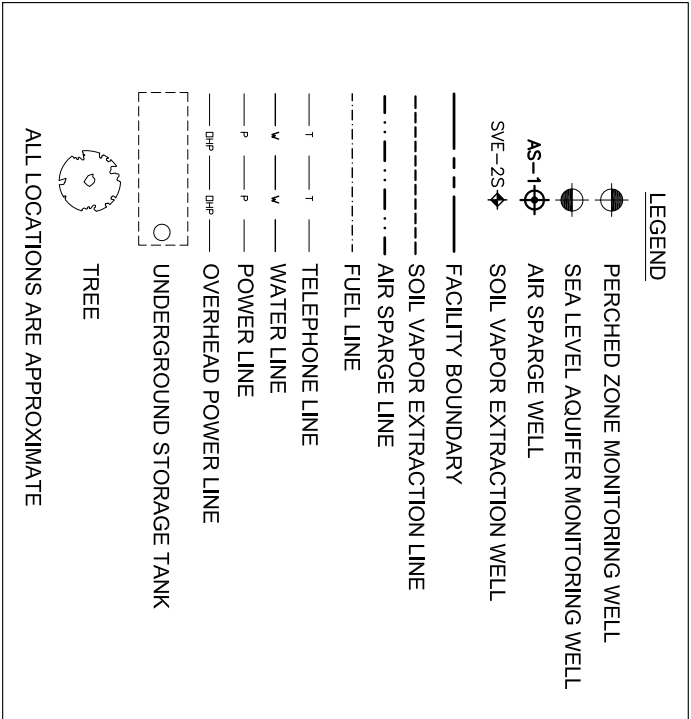 LEGEND
PERCHED ZONE MONITORING WELL
SEA LEVEL AQUIFER MONITORING WELL
AS-1 AIR SPARGE WELL
SVE-2S SOIL VAPOR EXTRACTION WELL
FACILITY BOUNDARY
SOIL VAPOR EXTRACTION LINE
AIR SPARGE LINE
FUEL LINE
T T TELEPHONE LINE
W W WATER LINE
P P POWER LINE
OHP OHP OVERHEAD POWER LINE
UNDERGROUND STORAGE TANK
TREE
ALL LOCATIONS ARE APPROXIMATE